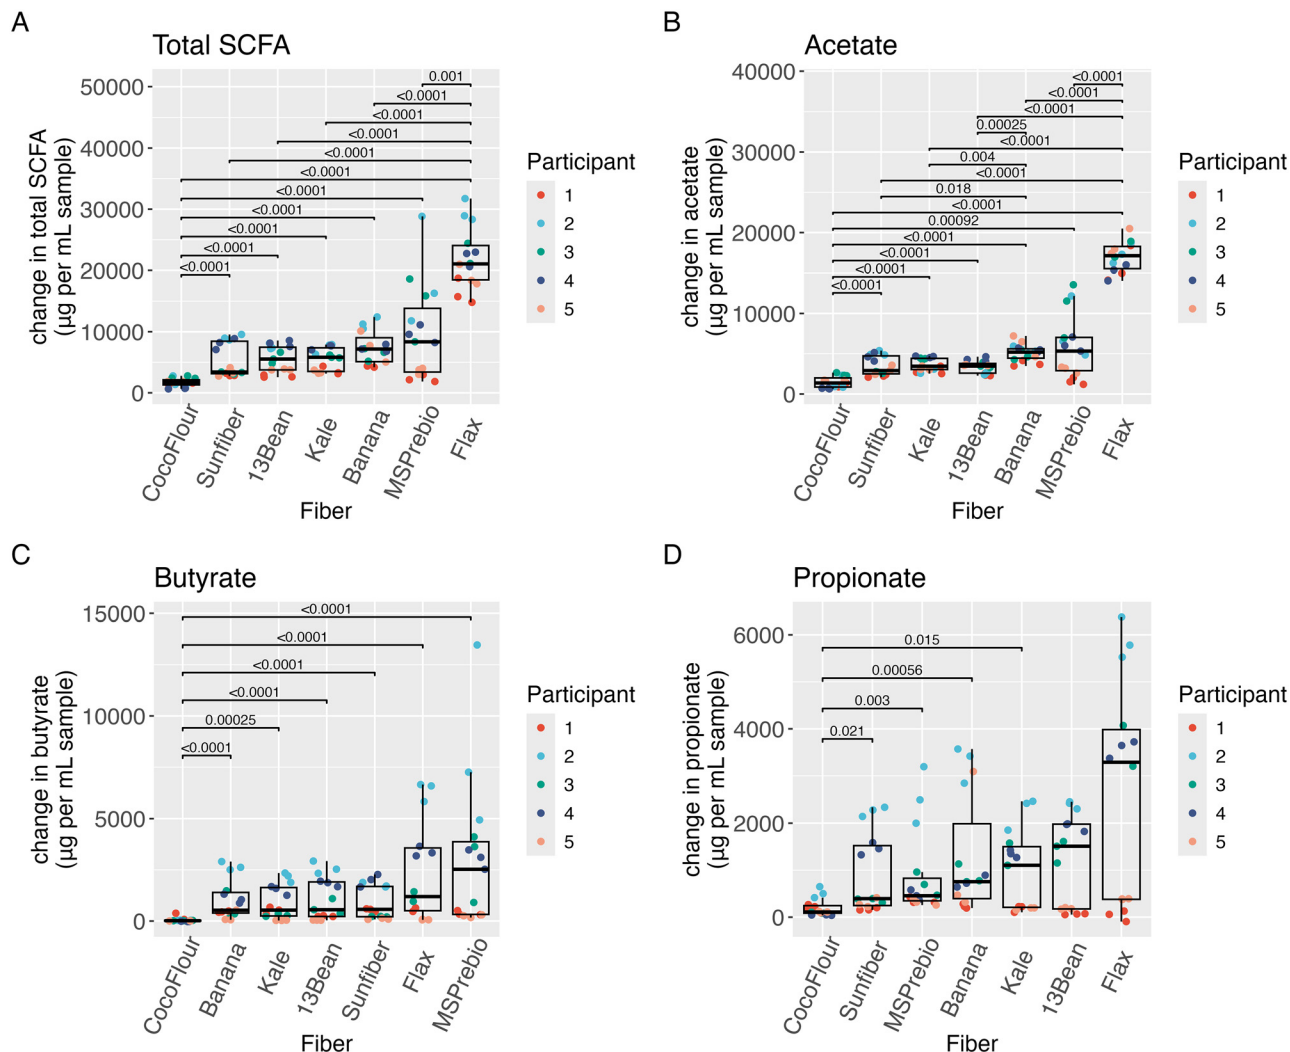 A
Total SCFA
change in total SCFA
(µg per mL sample)
50000
40000
30000
20000
10000
0
0.001
<0.0001
<0.0001
<0.0001
<0.0001
<0.0001
<0.0001
<0.0001
<0.0001
<0.0001
<0.0001
CocoFlour
Sunfiber
13Bean
Kale
Banana
MSPrebio
Flax
Fiber
Participant
1
2
3
4
5
B
Acetate
change in acetate
(µg per mL sample)
40000
30000
20000
10000
0
<0.0001
<0.0001
<0.0001
0.00025
<0.0001
0.004
<0.0001
0.018
<0.0001
0.00092
<0.0001
<0.0001
<0.0001
<0.0001
CocoFlour
Sunfiber
Kale
13Bean
Banana
MSPrebio
Flax
Fiber
Participant
1
2
3
4
5
C
Butyrate
change in butyrate
(µg per mL sample)
15000
10000
5000
0
<0.0001
<0.0001
<0.0001
<0.0001
0.00025
<0.0001
CocoFlour
Banana
Kale
13Bean
Sunfiber
Flax
MSPrebio
Fiber
Participant
1
2
3
4
5
D
Propionate
change in propionate
(µg per mL sample)
6000
4000
2000
0
0.015
0.00056
0.003
0.021
CocoFlour
Sunfiber
MSPrebio
Banana
Kale
13Bean
Flax
Fiber
Participant
1
2
3
4
5